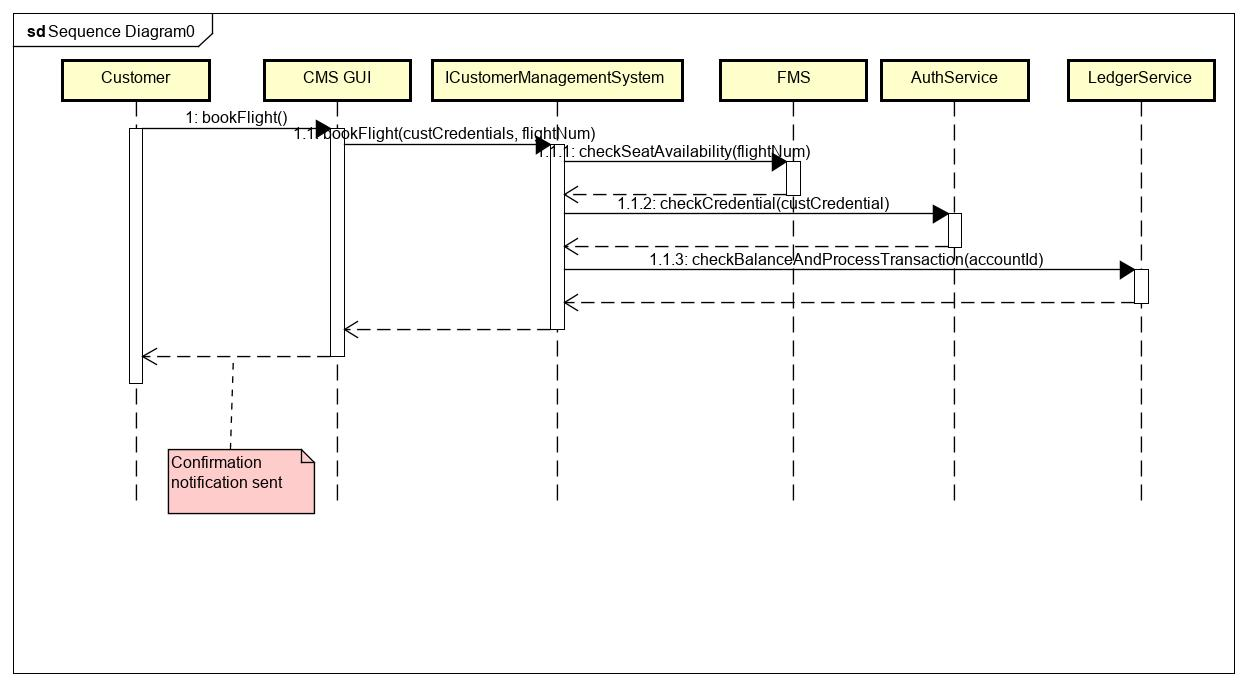 sd Sequence Diagram0
Customer
CMS GUI
ICustomerManagementSystem
FMS
AuthService
LedgerService
1: bookFlight()
1.1: bookFlight(custCredentials, flightNum)
1.1.1: checkSeatAvailability(flightNum)
1.1.2: checkCredential(custCredential)
1.1.3: checkBalanceAndProcessTransaction(accountId)
Confirmation
notification sent